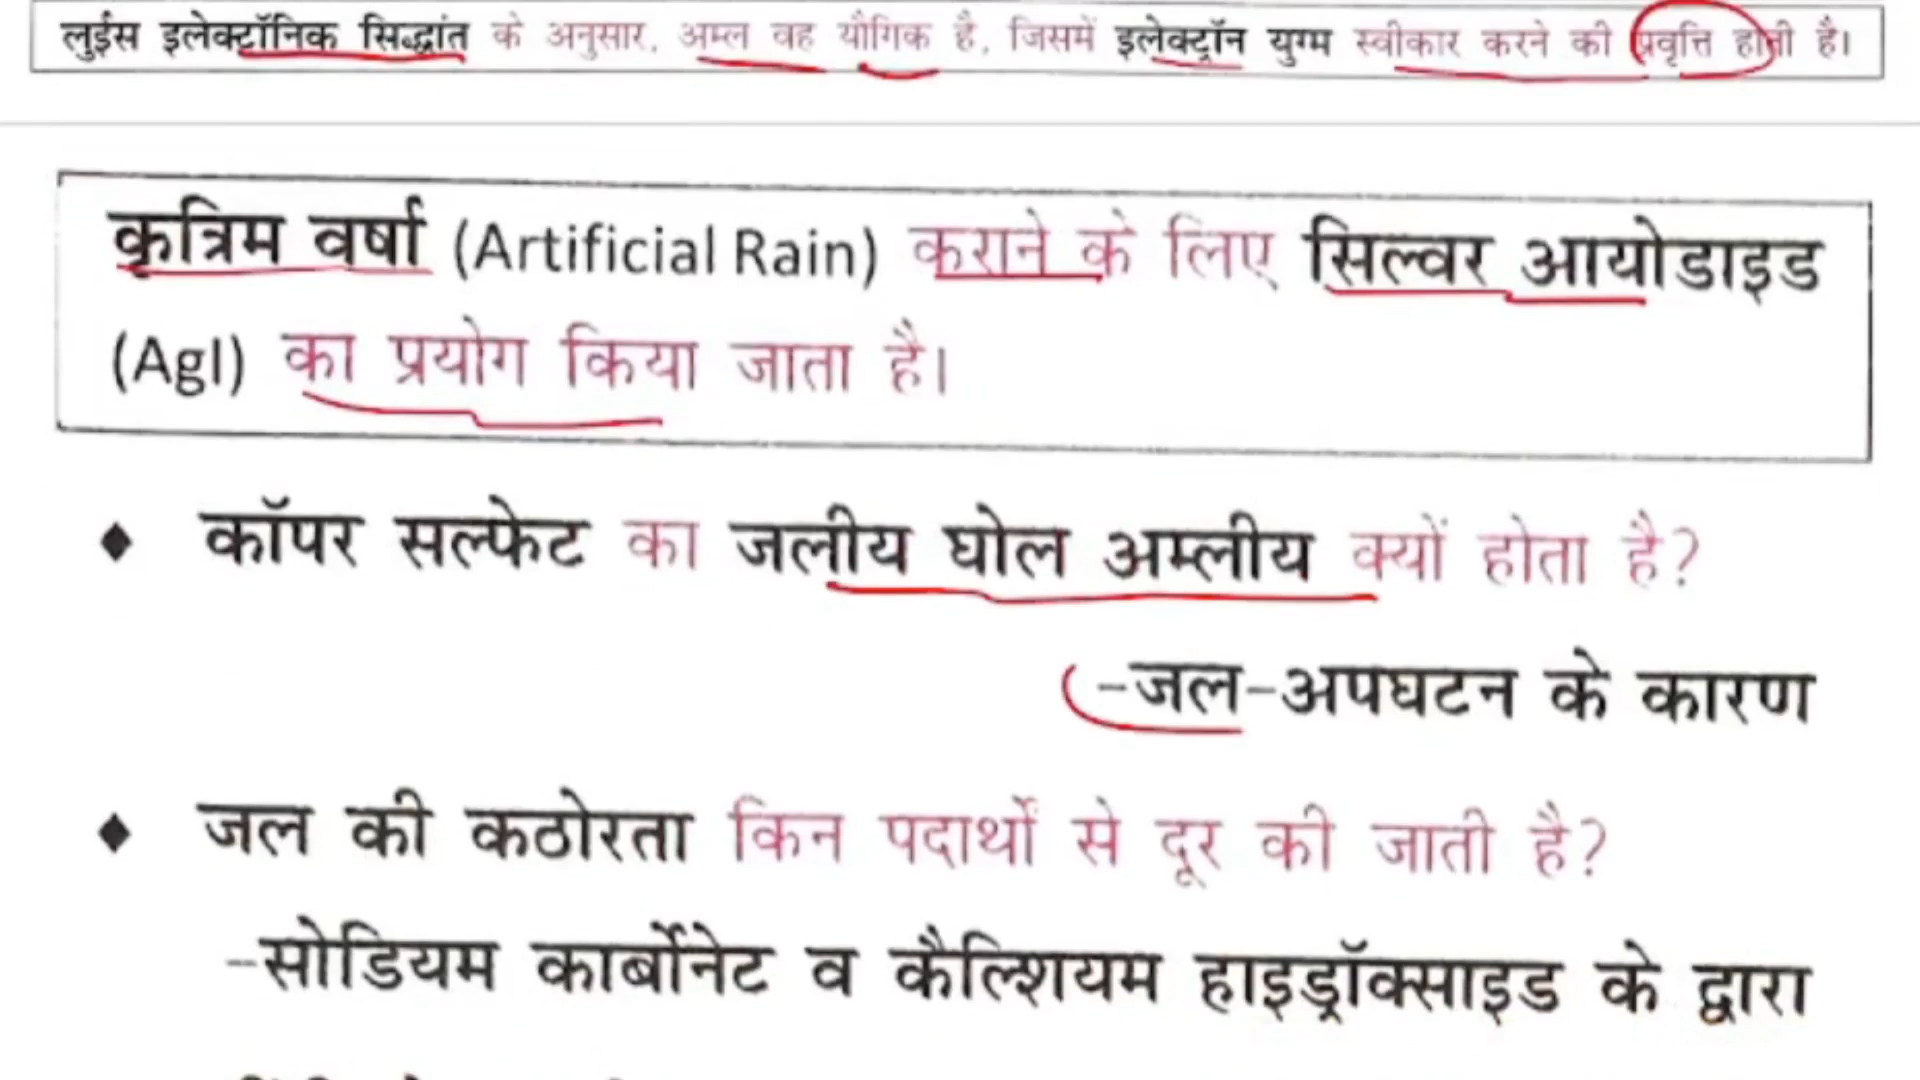 लुईस इलेक्ट्रॉनिक सिद्धांत के अनुसार, अम्ल वह यौगिक है, जिसमें इलेक्ट्रॉन युग्म स्वीकार करने की प्रवृत्ति होती है।
कृत्रिम वर्षा (Artificial Rain) कराने के लिए सिल्वर आयोडाइड
(AgI) का प्रयोग किया जाता है।
♦ कॉपर सल्फेट का जलीय घोल अम्लीय क्यों होता है?
–जल–अपघटन के कारण
♦ जल की कठोरता किन पदार्थों से दूर की जाती है?
–सोडियम कार्बोनेट व कैल्शियम हाइड्रॉक्साइड के द्वारा